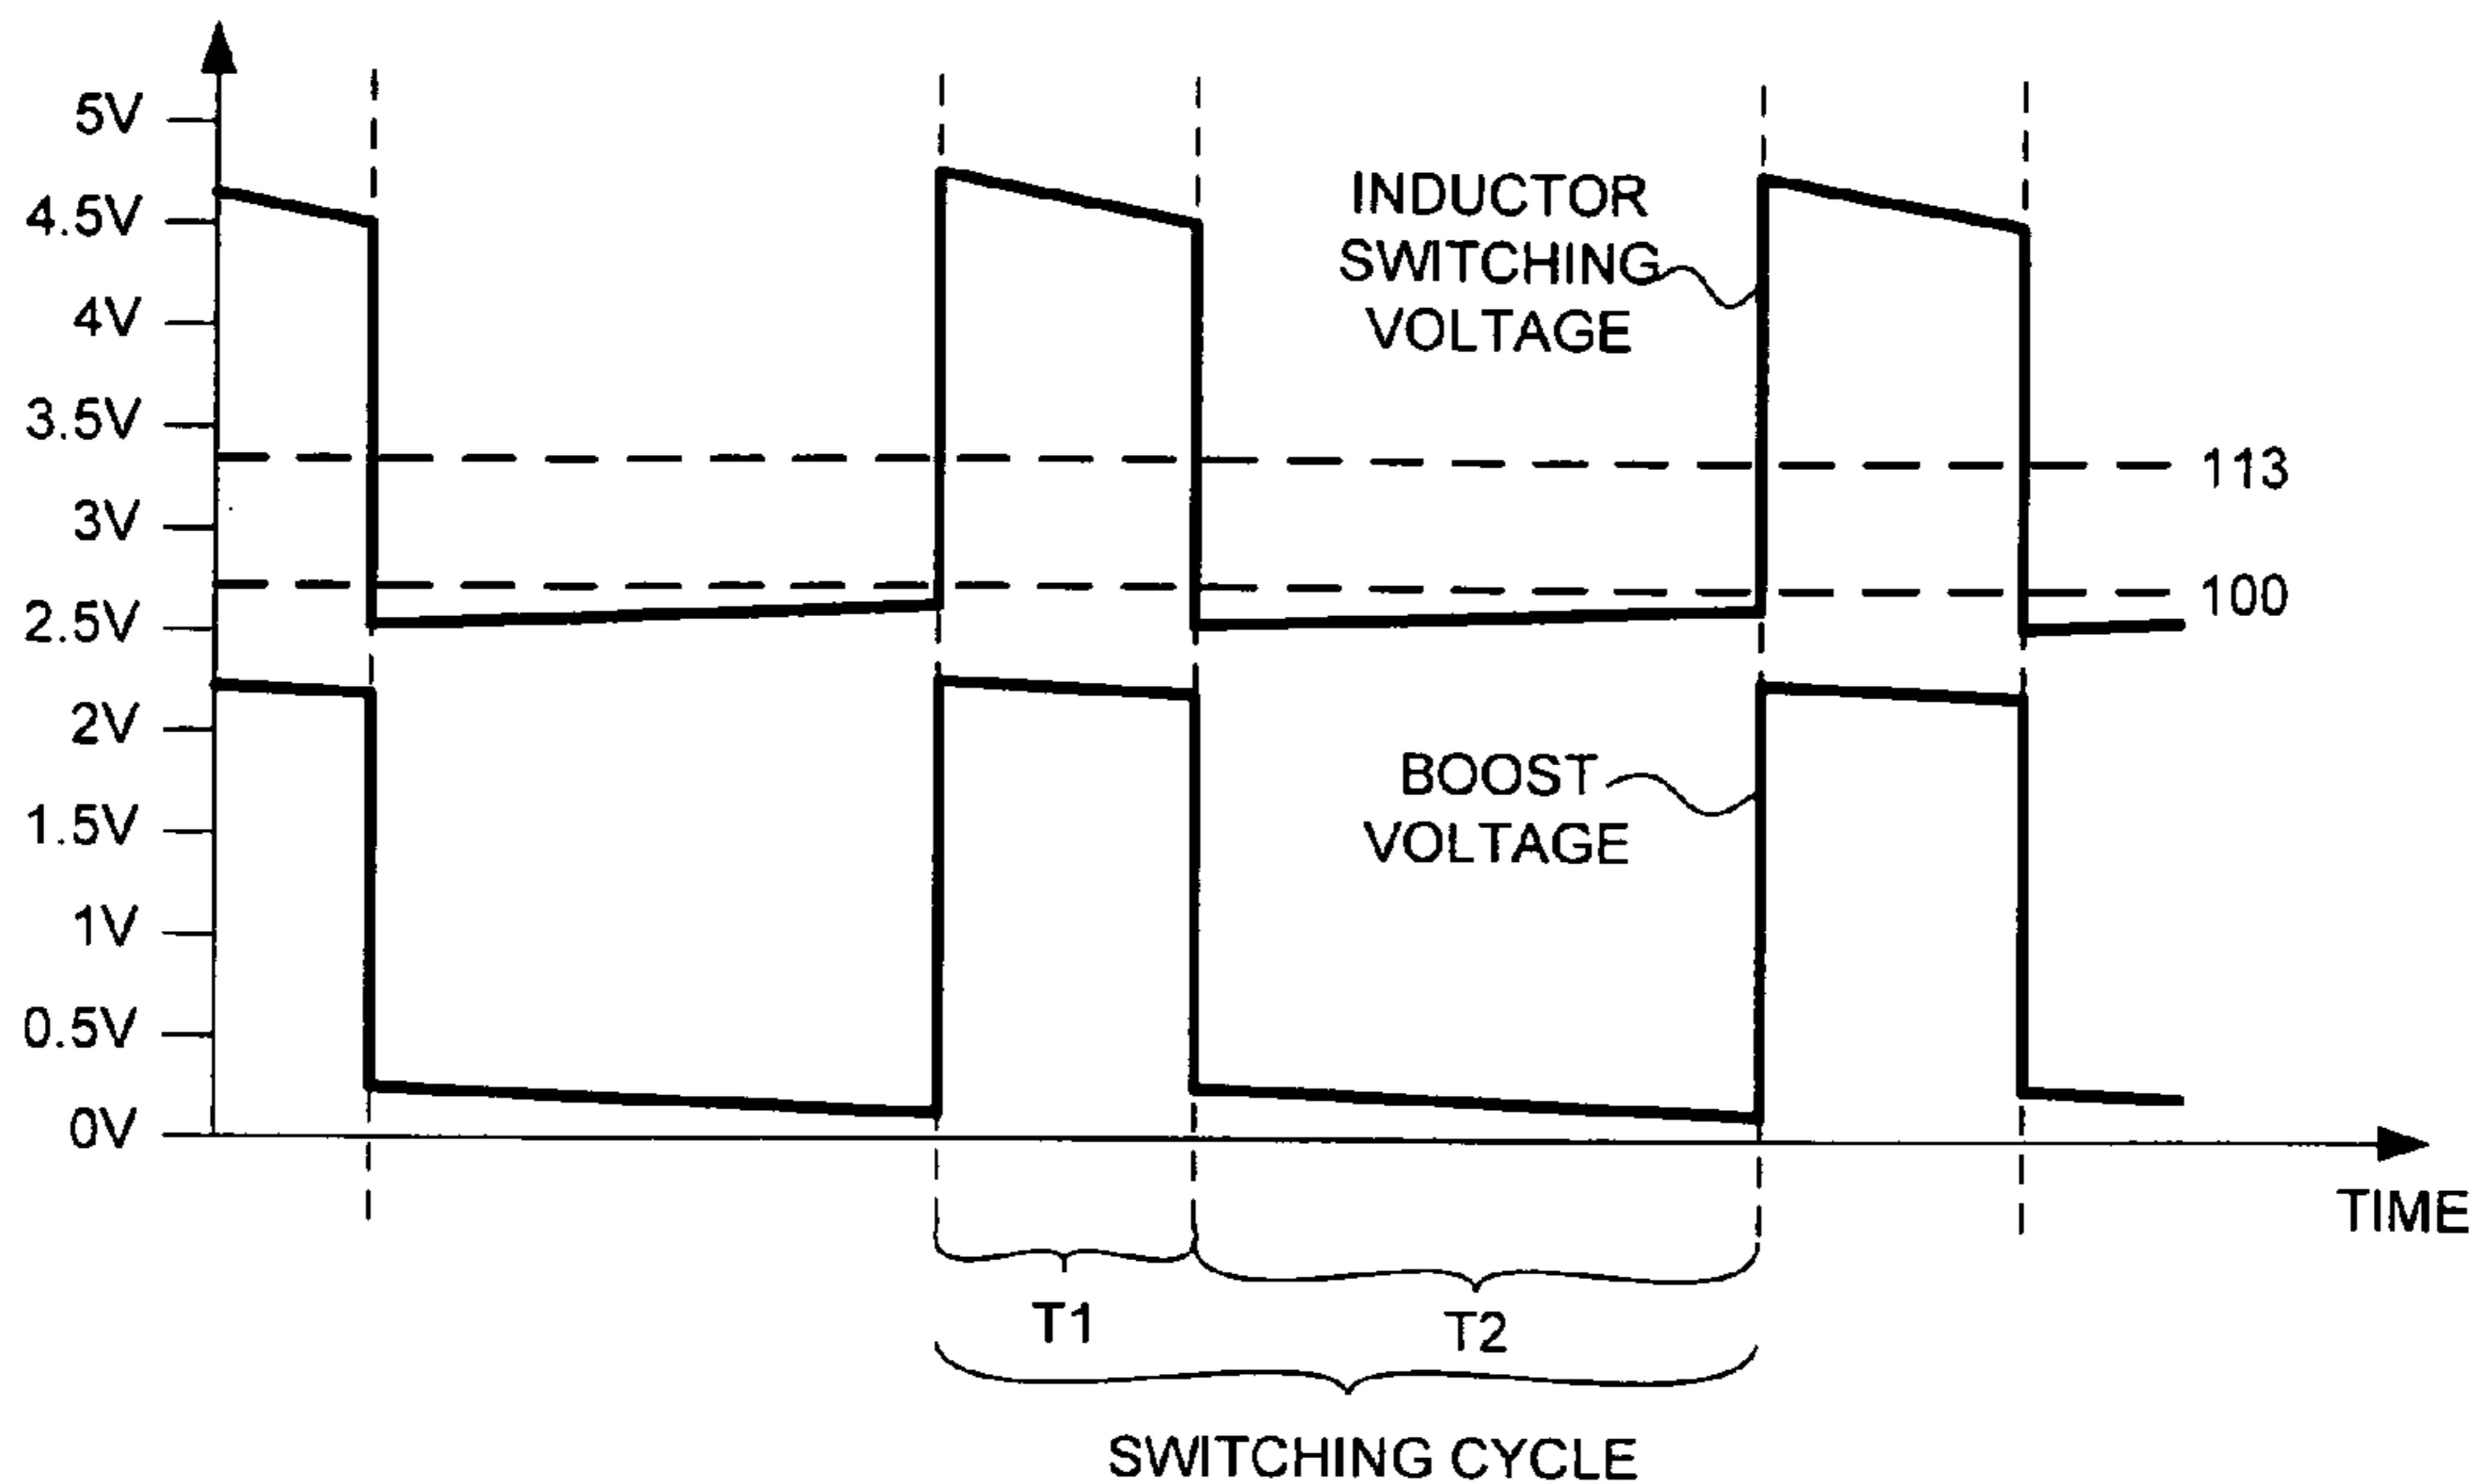 5V
4.5V
4V
3.5V
3V
2.5V
2V
1.5V
1V
0.5V
0V
INDUCTOR
SWITCHING
VOLTAGE
113
100
BOOST
VOLTAGE
TIME
T1
T2
SWITCHING CYCLE